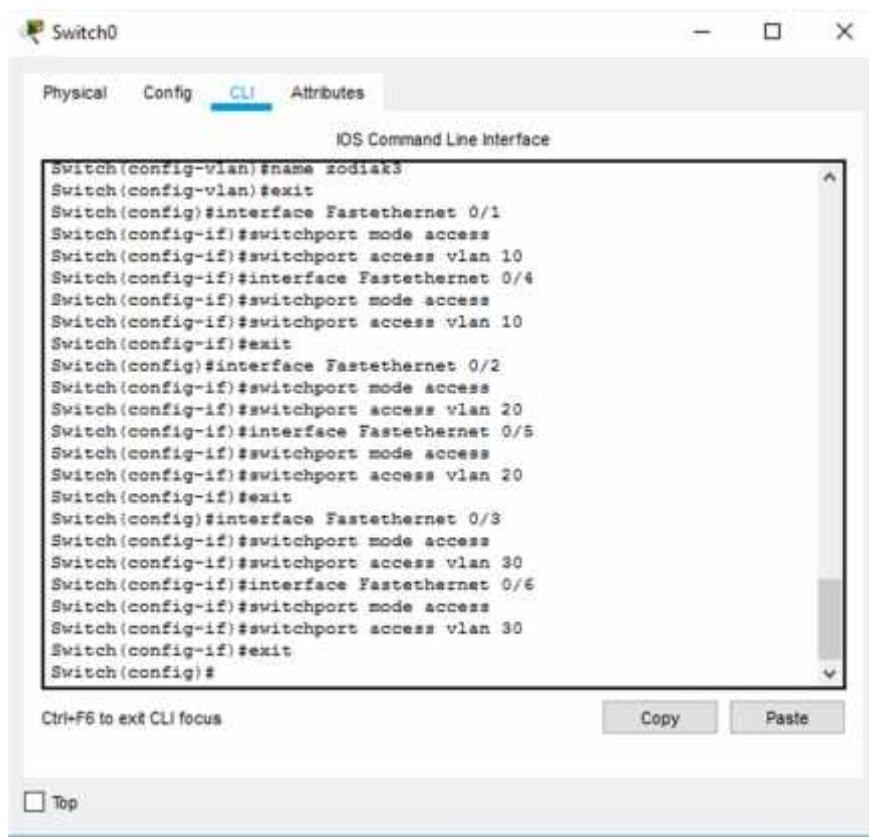 Switch0
Physical Config CLI Attributes
IOS Command Line Interface
Switch(config-vlan)#name zodiak3
Switch(config-vlan)#exit
Switch(config)#interface Fastethernet 0/1
Switch(config-if)#switchport mode access
Switch(config-if)#switchport access vlan 10
Switch(config-if)#interface Fastethernet 0/4
Switch(config-if)#switchport mode access
Switch(config-if)#switchport access vlan 10
Switch(config-if)#exit
Switch(config)#interface Fastethernet 0/2
Switch(config-if)#switchport mode access
Switch(config-if)#switchport access vlan 20
Switch(config-if)#interface Fastethernet 0/5
Switch(config-if)#switchport mode access
Switch(config-if)#switchport access vlan 20
Switch(config-if)#exit
Switch(config)#interface Fastethernet 0/3
Switch(config-if)#switchport mode access
Switch(config-if)#switchport access vlan 30
Switch(config-if)#interface Fastethernet 0/6
Switch(config-if)#switchport mode access
Switch(config-if)#switchport access vlan 30
Switch(config-if)#exit
Switch(config)#
Ctrl+F6 to exit CLI focus
Copy Paste
Top